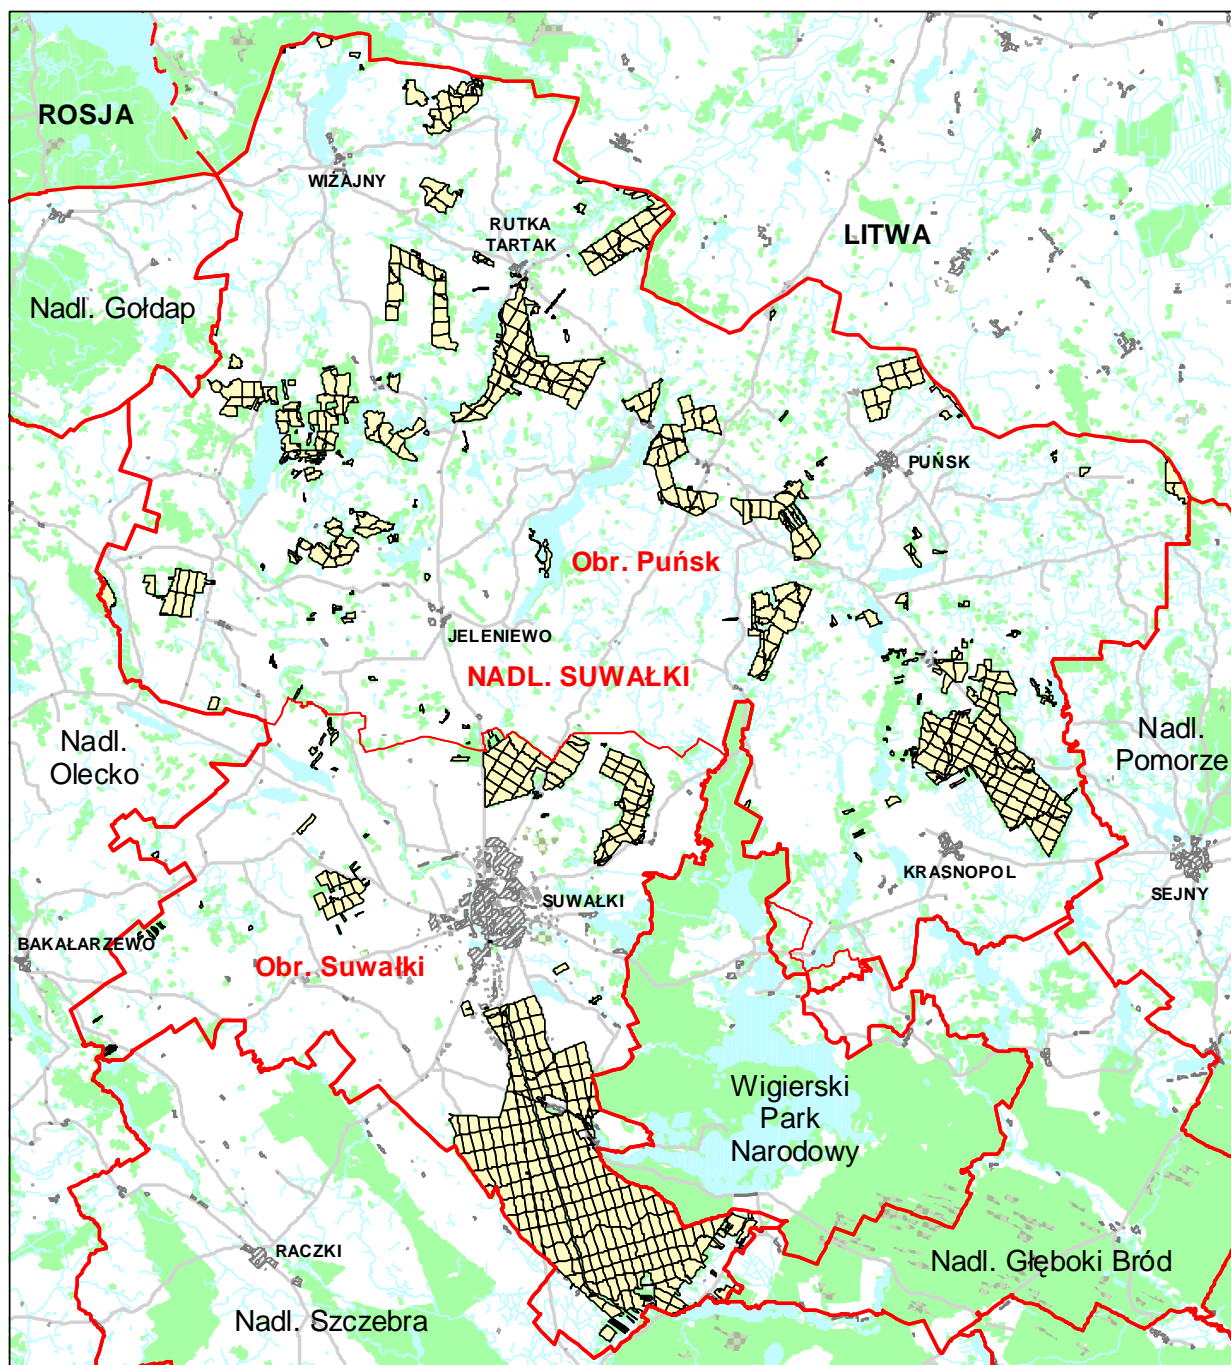 ROSJA
WIŻAJNY
RUTKA
TARTAK
LITWA
Nadl. Gołdap
PUŃSK
Obr. Puńsk
JELENIEWO
NADL. SUWAŁKI
Nadl.
Olecko
Nadl.
Pomorze
KRASNOPOL
SEJNY
SUWAŁKI
BAKAŁARZEWO
Obr. Suwałki
Wigierski
Park
Narodowy
RACZKI
Nadl. Głęboki Bród
Nadl. Szczebra